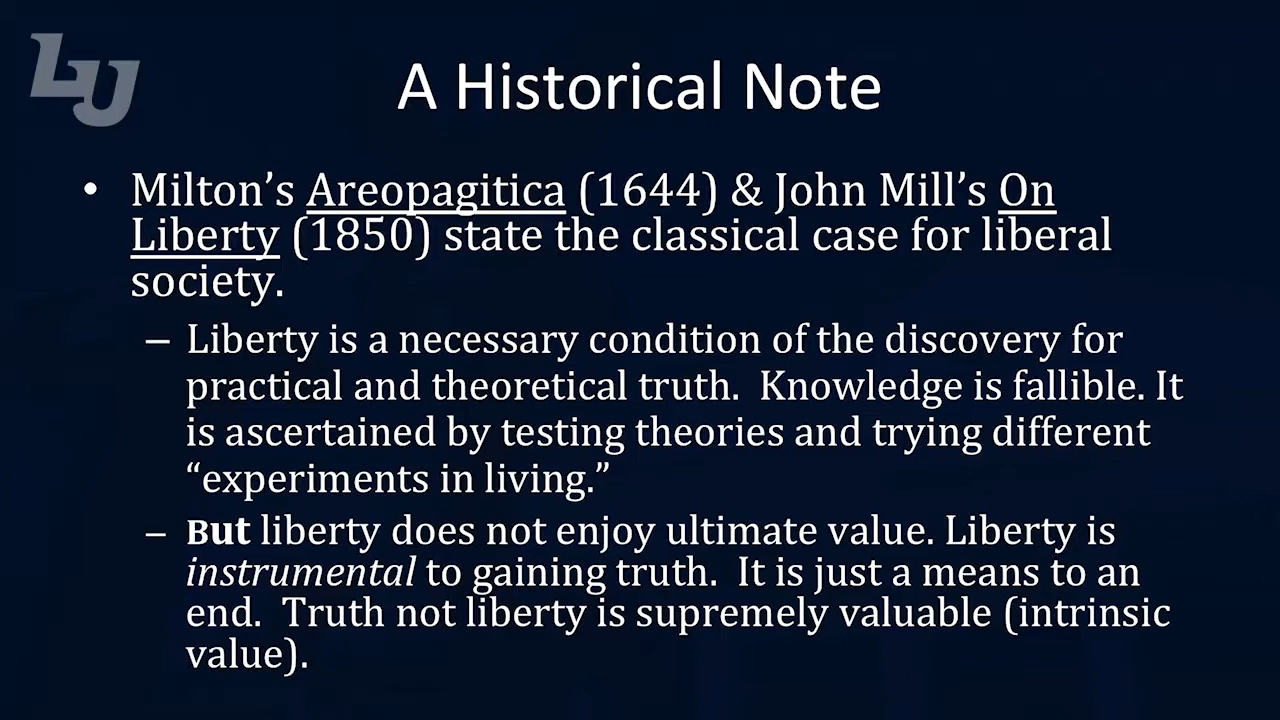 LU
A Historical Note
• Milton’s Areopagitica (1644) & John Mill’s On
Liberty (1850) state the classical case for liberal
society.
– Liberty is a necessary condition of the discovery for
practical and theoretical truth.  Knowledge is fallible. It
is ascertained by testing theories and trying different
“experiments in living.”
– But liberty does not enjoy ultimate value. Liberty is
instrumental to gaining truth.  It is just a means to an
end.  Truth not liberty is supremely valuable (intrinsic
value).